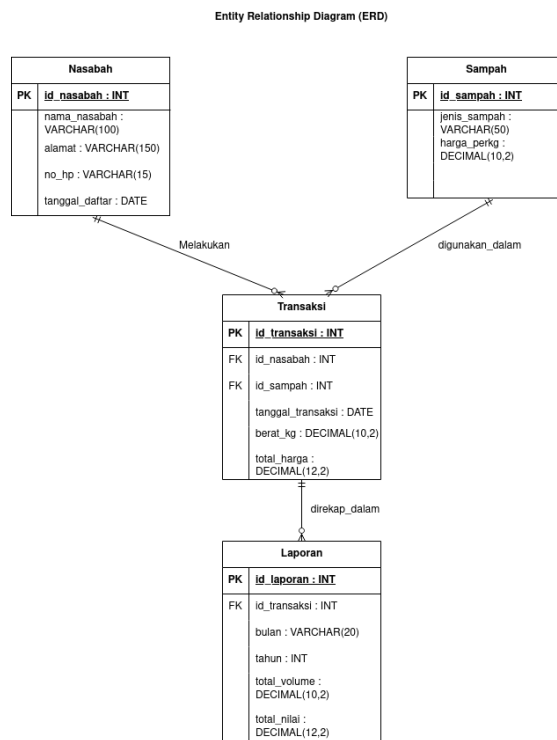 Entity Relationship Diagram (ERD)
Nasabah
PK id_nasabah : INT
nama_nasabah :
VARCHAR(100)
alamat : VARCHAR(150)
no_hp : VARCHAR(15)
tanggal_daftar : DATE
Sampah
PK id_sampah : INT
jenis_sampah :
VARCHAR(50)
harga_perkg :
DECIMAL(10,2)
Melakukan
digunakan_dalam
Transaksi
PK id_transaksi : INT
FK id_nasabah : INT
FK id_sampah : INT
tanggal_transaksi : DATE
berat_kg : DECIMAL(10,2)
total_harga :
DECIMAL(12,2)
direkap_dalam
Laporan
PK id_laporan : INT
FK id_transaksi : INT
bulan : VARCHAR(20)
tahun : INT
total_volume :
DECIMAL(10,2)
total_nilai :
DECIMAL(12,2)